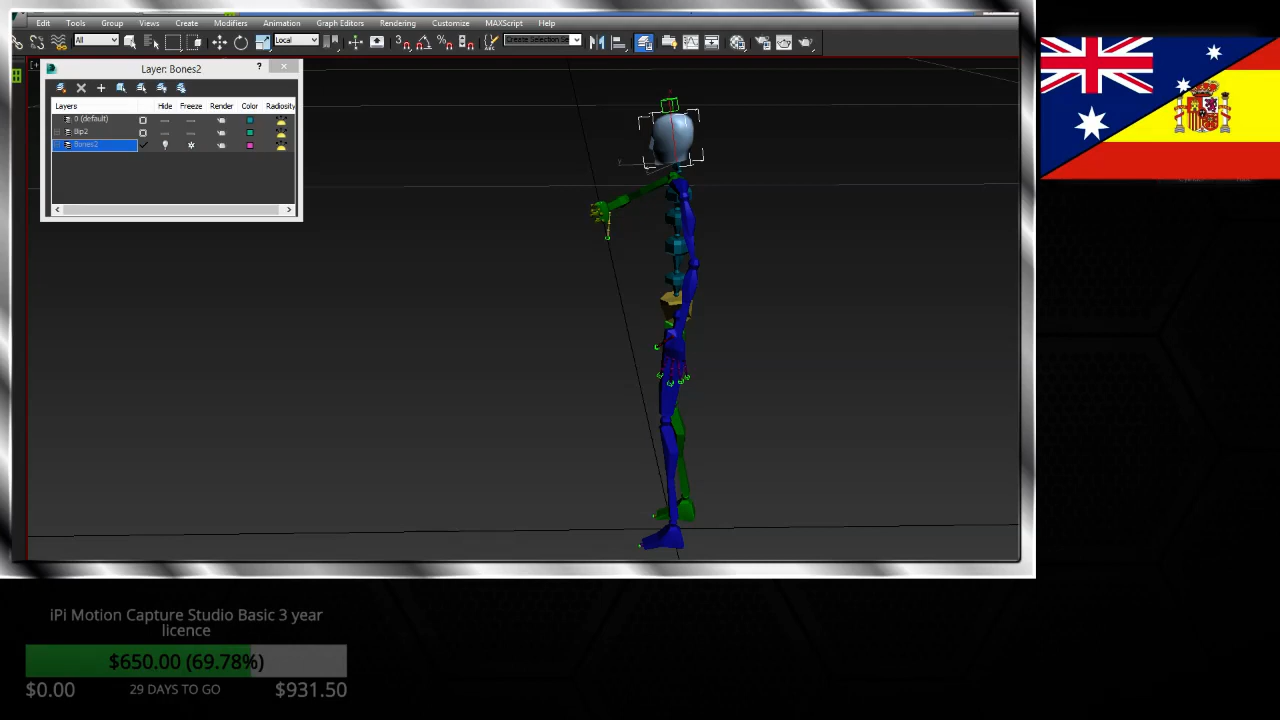 Edit Tools Group Views Create Modifiers Animation Graph Editors Rendering Customize MAXScript Help
All Local
Layer: Bones2 ?
Layers Hide Freeze Render Color Radiosity
0 (default)
Bip2
Bones2
iPi Motion Capture Studio Basic 3 year
licence
$650.00 (69.78%)
$0.00 29 DAYS TO GO $931.50